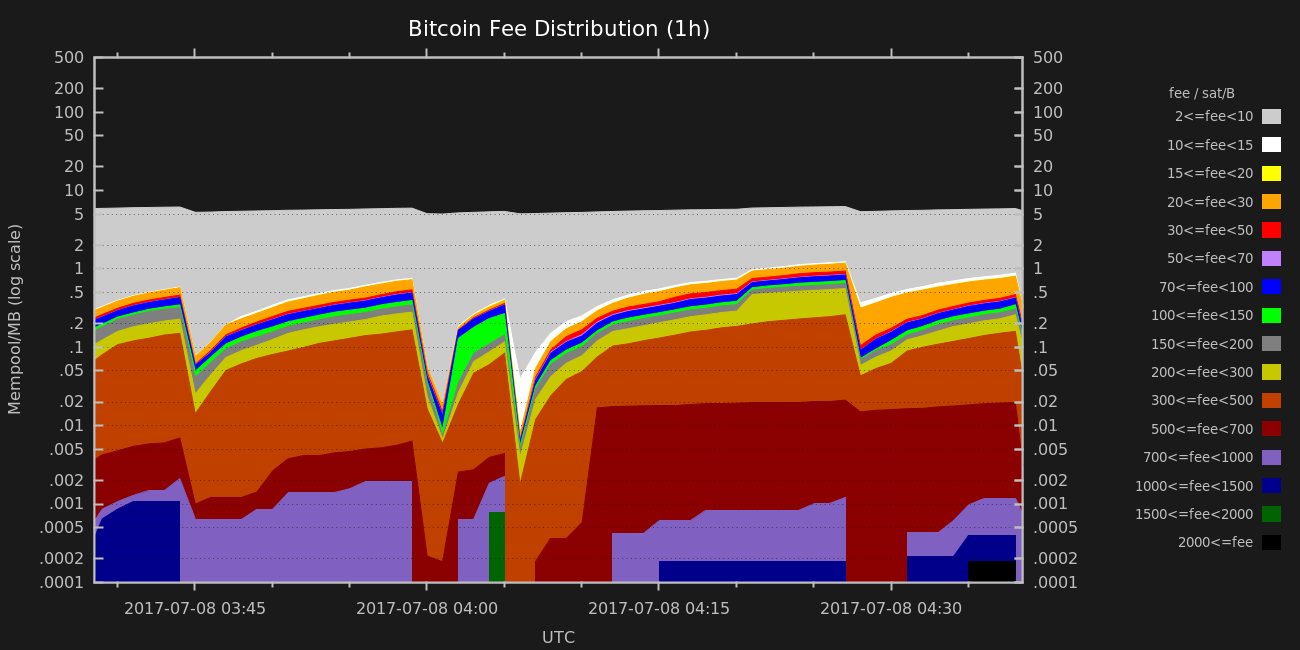 Bitcoin Fee Distribution (1h)
Mempool/MB (log scale)
500
200
100
50
20
10
5
2
1
.5
.2
.1
.05
.02
.01
.005
.002
.001
.0005
.0002
.0001
500
200
100
50
20
10
5
2
1
.5
.2
.1
.05
.02
.01
.005
.002
.001
.0005
.0002
.0001
2017-07-08 03:45
2017-07-08 04:00
2017-07-08 04:15
2017-07-08 04:30
UTC
fee / sat/B
2<=fee<10
10<=fee<15
15<=fee<20
20<=fee<30
30<=fee<50
50<=fee<70
70<=fee<100
100<=fee<150
150<=fee<200
200<=fee<300
300<=fee<500
500<=fee<700
700<=fee<1000
1000<=fee<1500
1500<=fee<2000
2000<=fee